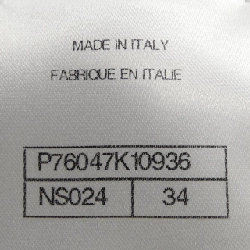 MADE IN ITALY
FABRIQUE EN ITALIE
P76047K10936
NS024 34